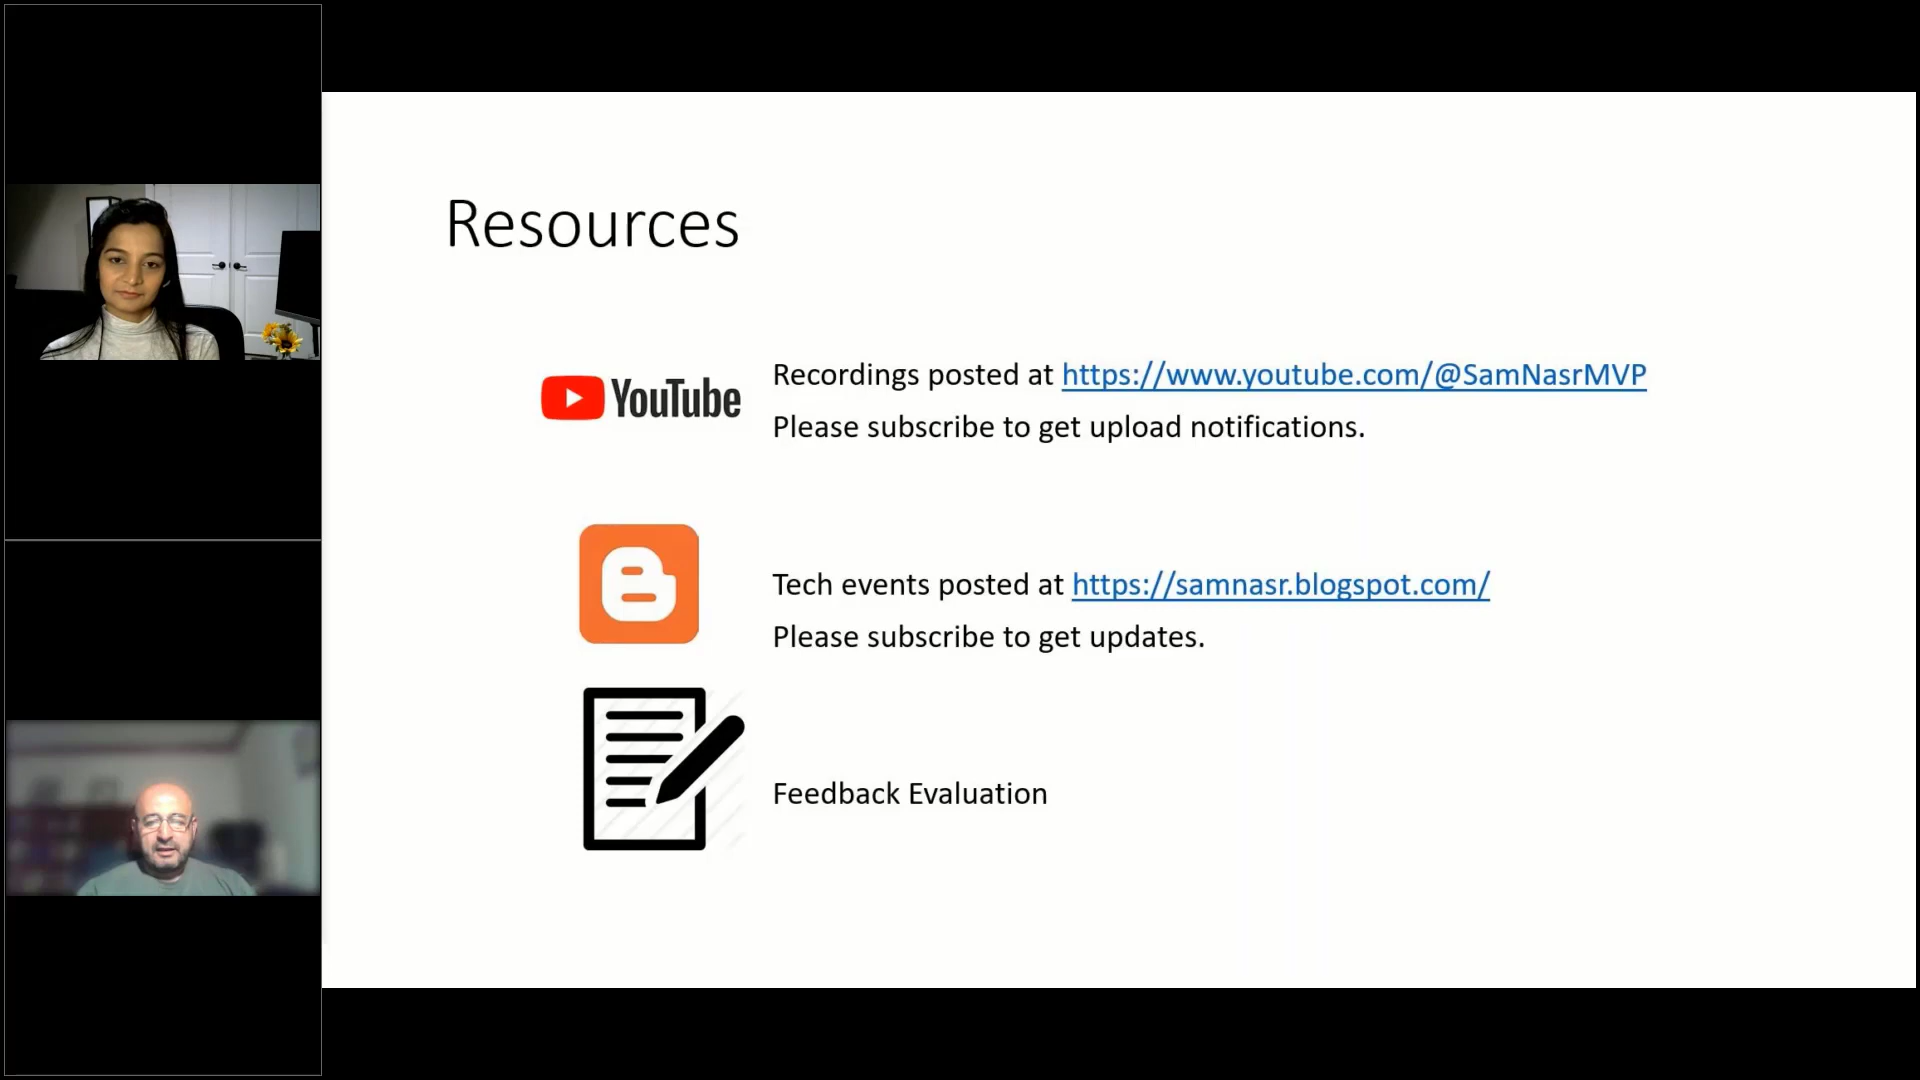 Resources
YouTube
Recordings posted at https://www.youtube.com/@SamNasrMVP
Please subscribe to get upload notifications.
Tech events posted at https://samnasr.blogspot.com/
Please subscribe to get updates.
Feedback Evaluation